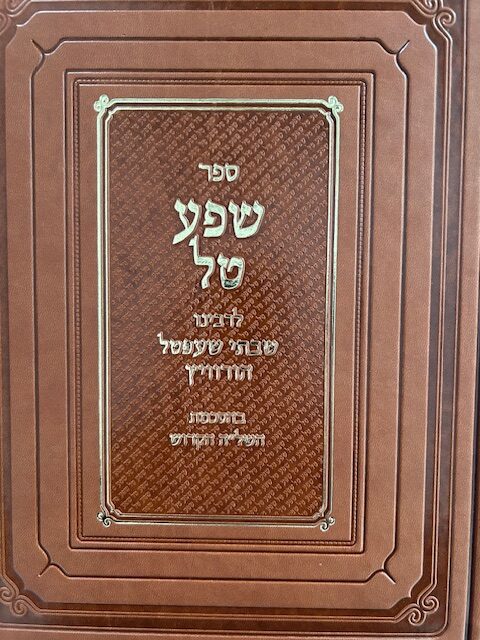 ספר
שפע
טל
לרבינו
שבתי שעפטל
הורוויץ
בהסכמת
השל״ה הקדוש